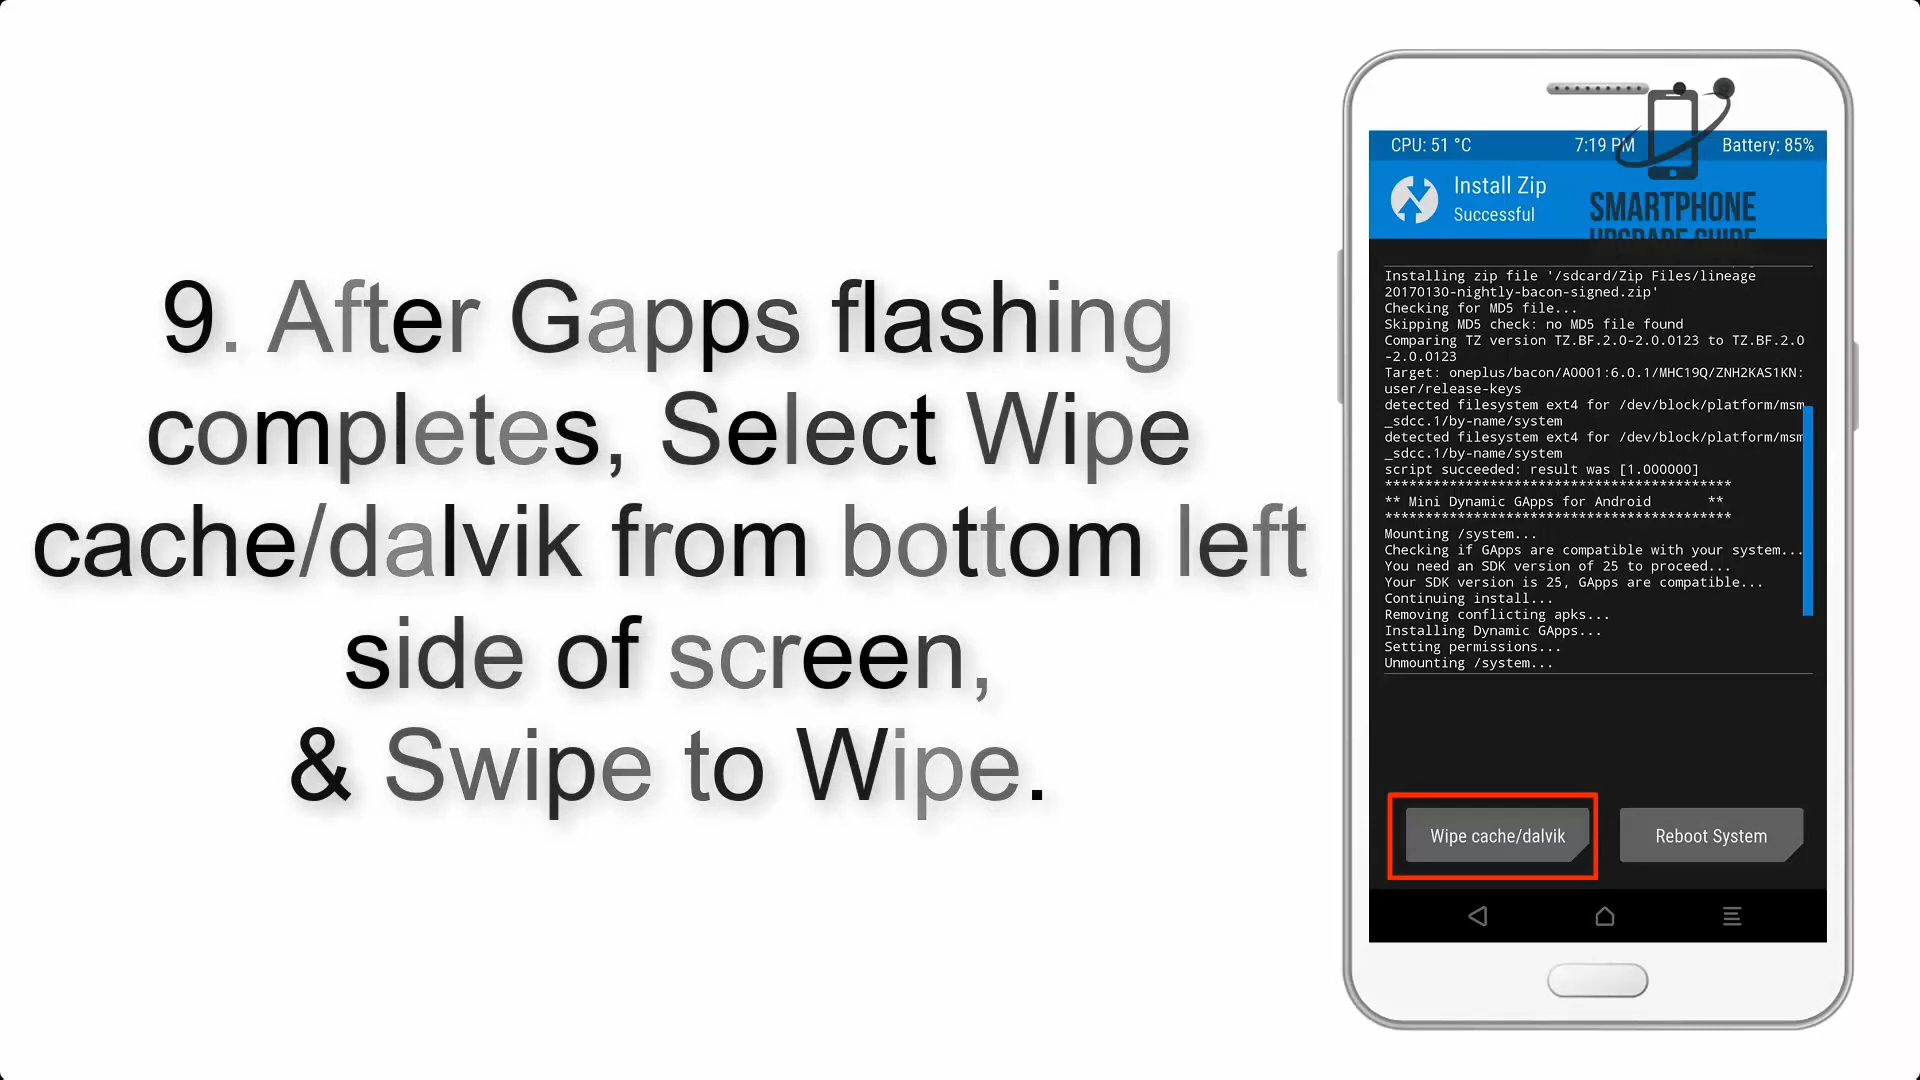 9. After Gapps flashing
completes, Select Wipe
cache/dalvik from bottom left
side of screen,
& Swipe to Wipe.
CPU: 51 °C 7:19 PM Battery: 85%
Install Zip
Successful
SMARTPHONE
UPGRADE GUIDE
Installing zip file '/sdcard/Zip Files/lineage
20170130-nightly-bacon-signed.zip'
Checking for MD5 file...
Skipping MD5 check: no MD5 file found
Comparing TZ version TZ.BF.2.0-2.0.0123 to TZ.BF.2.0
-2.0.0123
Target: oneplus/bacon/A0001:6.0.1/MHC19Q/ZNH2KAS1KN:
user/release-keys
detected filesystem ext4 for /dev/block/platform/msm
_sdcc.1/by-name/system
detected filesystem ext4 for /dev/block/platform/msm
_sdcc.1/by-name/system
script succeeded: result was [1.000000]
*******************************************
** Mini Dynamic GApps for Android       **
*******************************************
Mounting /system...
Checking if GApps are compatible with your system...
You need an SDK version of 25 to proceed...
Your SDK version is 25, GApps are compatible...
Continuing install...
Removing conflicting apks...
Installing Dynamic GApps...
Setting permissions...
Unmounting /system...
Wipe cache/dalvik Reboot System